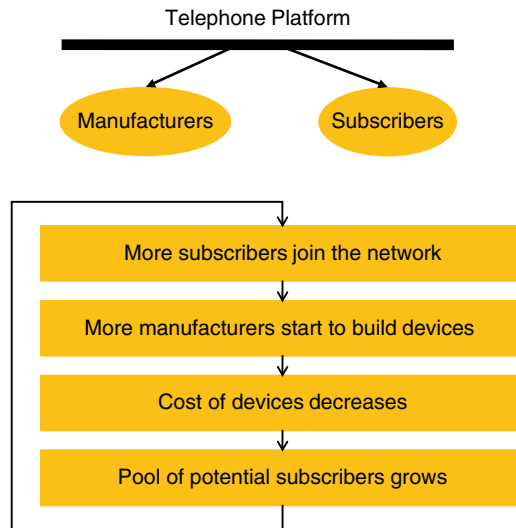 Telephone Platform
Manufacturers
Subscribers
More subscribers join the network
More manufacturers start to build devices
Cost of devices decreases
Pool of potential subscribers grows